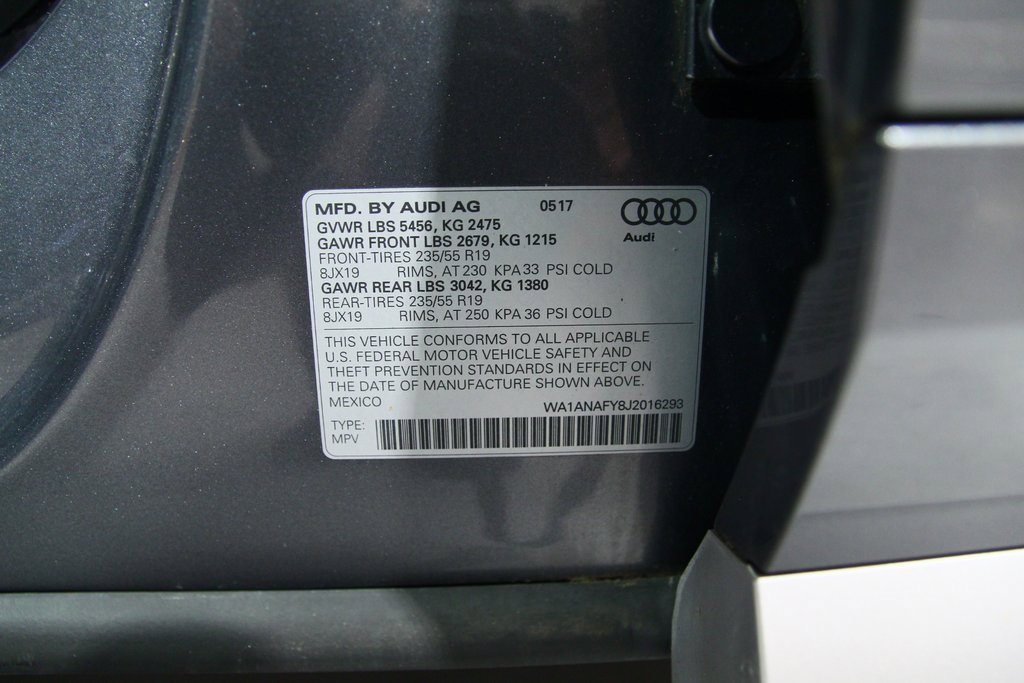 MFD. BY AUDI AG 0517
Audi
GVWR LBS 5456, KG 2475
GAWR FRONT LBS 2679, KG 1215
FRONT-TIRES 235/55 R19
8JX19 RIMS, AT 230 KPA 33 PSI COLD
GAWR REAR LBS 3042, KG 1380
REAR-TIRES 235/55 R19
8JX19 RIMS, AT 250 KPA 36 PSI COLD
THIS VEHICLE CONFORMS TO ALL APPLICABLE
U.S. FEDERAL MOTOR VEHICLE SAFETY AND
THEFT PREVENTION STANDARDS IN EFFECT ON
THE DATE OF MANUFACTURE SHOWN ABOVE.
MEXICO WA1ANAFY8J2016293
TYPE:
MPV